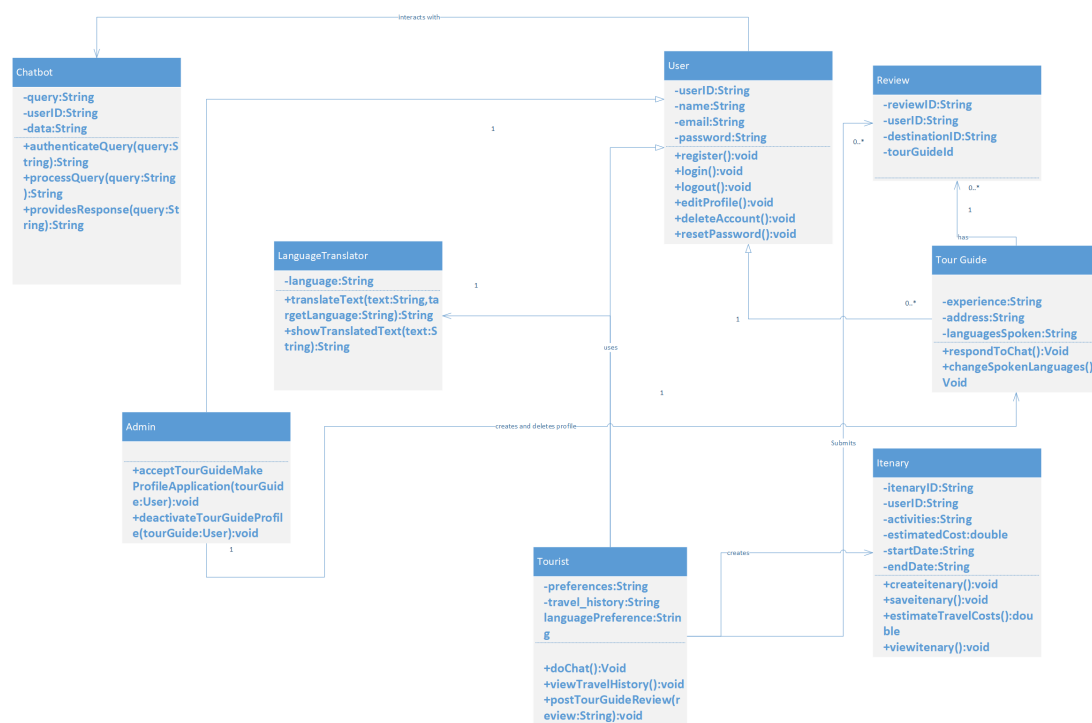 Interacts with
Chatbot
-query:String
-userID:String
-data:String
+authenticateQuery(query:S
tring):String
+processQuery(query:String
):String
+providesResponse(query:St
ring):String
User
-userID:String
-name:String
-email:String
-password:String
+register():void
+login():void
+logout():void
+editProfile():void
+deleteAccount():void
+resetPassword():void
Review
-reviewID:String
-userID:String
-destinationID:String
-tourGuideId
1
0..*
0..*
1
has
LanguageTranslator
-language:String
+translateText(text:String,ta
rgetLanguage:String):String
+showTranslatedText(text:S
tring):String
1
Tour Guide
-experience:String
-address:String
-languagesSpoken:String
+respondToChat():Void
+changeSpokenLanguages()
Void
0..*
1
uses
1
Admin
+acceptTourGuideMake
ProfileApplication(tourGuid
e:User):void
+deactivateTourGuideProfil
e(tourGuide:User):void
1
creates and deletes profile
Submits
Itenary
-itenaryID:String
-userID:String
-activities:String
-estimatedCost:double
-startDate:String
-endDate:String
+createitenary():void
+saveitenary():void
+estimateTravelCosts():dou
ble
+viewitenary():void
creates
Tourist
-preferences:String
-travel_history:String
languagePreference:Strin
g
+doChat():Void
+viewTravelHistory():void
+postTourGuideReview(r
eview:String):void